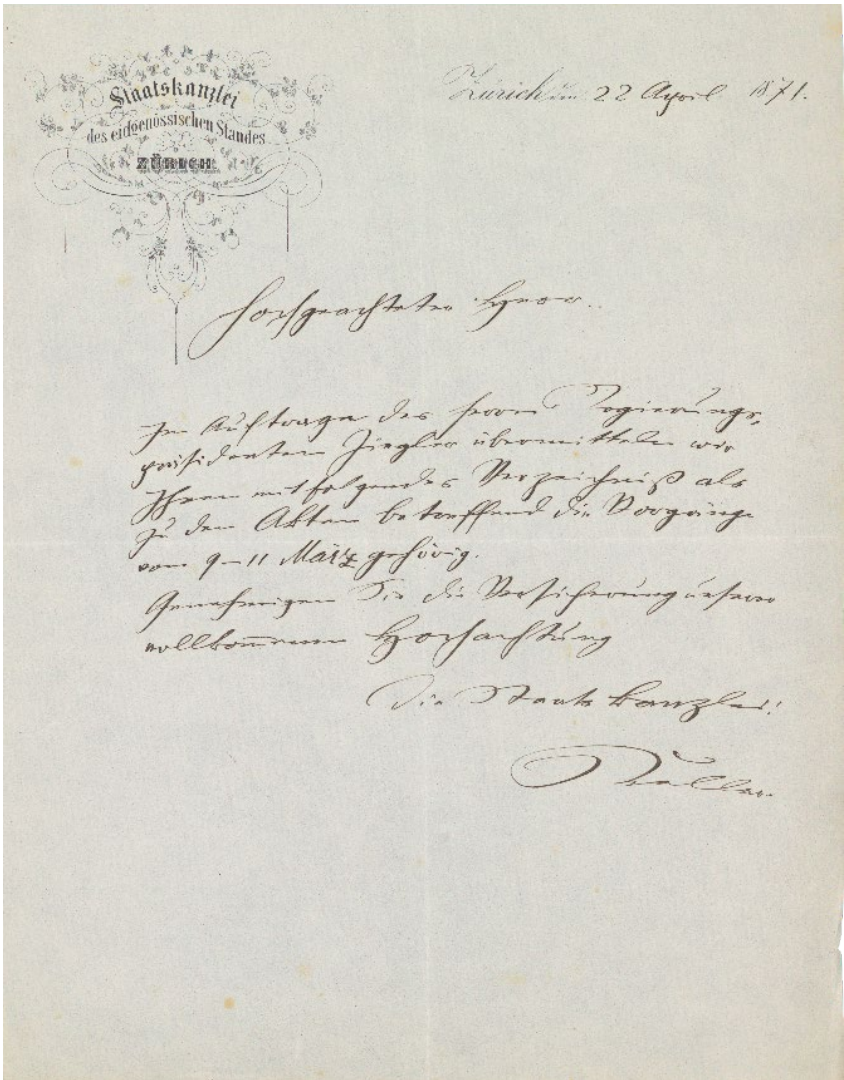 Staatskanzlei
des eidgenössischen Standes
ZÜRICH
Zürich den 22 April 1871.
Hochgeachteter Herr.
Im Auftrage des Herrn Regierungs-
präsidenten Ziegler übermitteln wir
Ihnen mitfolgendes Verzeichniß als
zu den Akten betreffend die Vorgänge
vom 9–11 März gehörig.
Genehmigen Sie die Versicherung unserer
vollkommenen Hochachtung
Die Staatskanzlei:
Keller